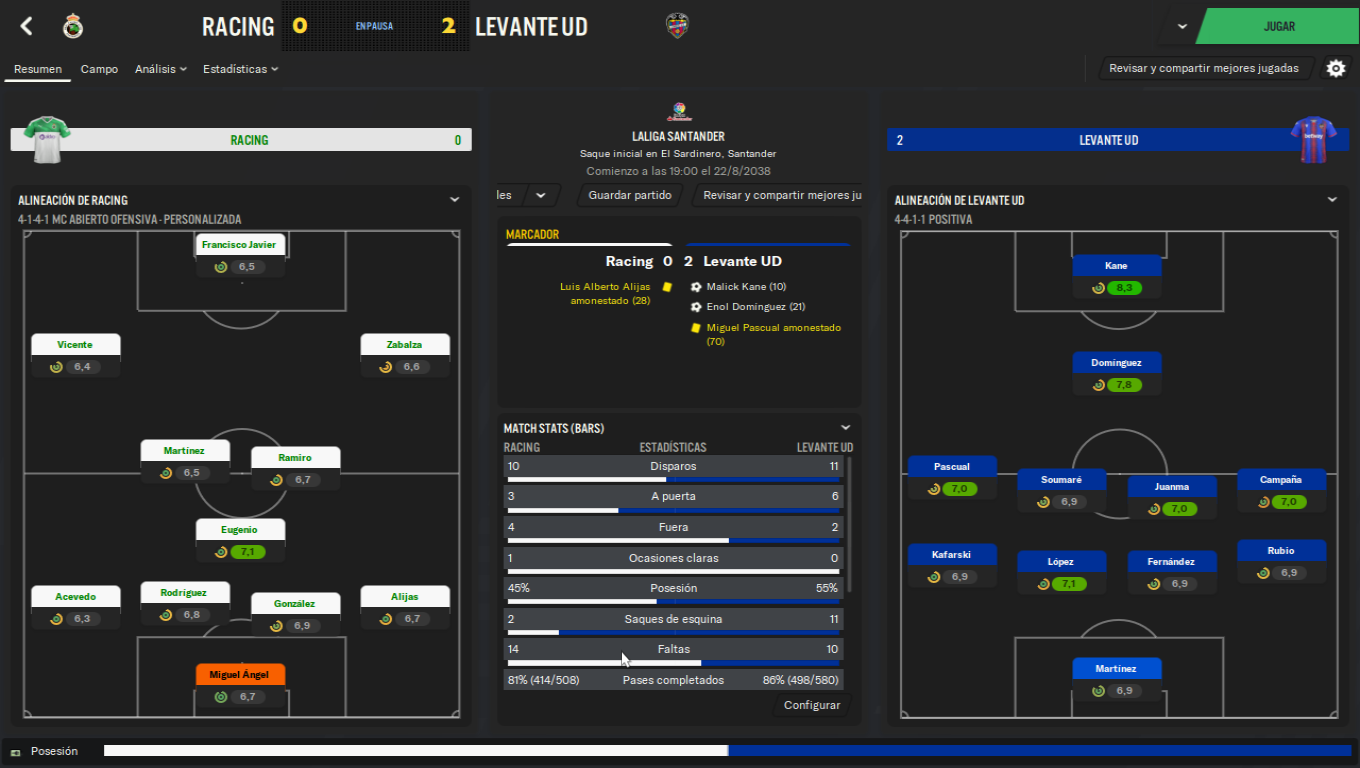 RACING 0 EN PAUSA 2 LEVANTE UD
JUGAR
Resumen Campo Análisis Estadísticas
Revisar y compartir mejores jugadas
RACING 0
ALINEACIÓN DE RACING
4-1-4-1 MC ABIERTO OFENSIVA - PERSONALIZADA
Francisco Javier
6,5
Vicente
6,4
Zabalza
6,6
Martínez
6,5
Ramiro
6,7
Eugenio
7,1
Acevedo
6,3
Rodríguez
6,8
González
6,9
Alijas
6,7
Miguel Ángel
6,7
LALIGA SANTANDER
Saque inicial en El Sardinero, Santander
Comienzo a las 19:00 el 22/8/2038
les
Guardar partido
Revisar y compartir mejores ju
MARCADOR
Racing 0 2 Levante UD
Luis Alberto Alijas
amonestado (28)
Malick Kane (10)
Enol Domínguez (21)
Miguel Pascual amonestado
(70)
MATCH STATS (BARS)
RACING ESTADÍSTICAS LEVANTE UD
10 Disparos 11
3 A puerta 6
4 Fuera 2
1 Ocasiones claras 0
45% Posesión 55%
2 Saques de esquina 11
14 Faltas 10
81% (414/508) Pases completados 86% (498/580)
Configurar
2 LEVANTE UD
betway
ALINEACIÓN DE LEVANTE UD
4-4-1-1 POSITIVA
Kane
8,3
Domínguez
7,8
Pascual
7,0
Soumaré
6,9
Juanma
7,0
Campaña
7,0
Kafarski
6,9
López
7,1
Fernández
6,9
Rubio
6,9
Martínez
6,9
Posesión